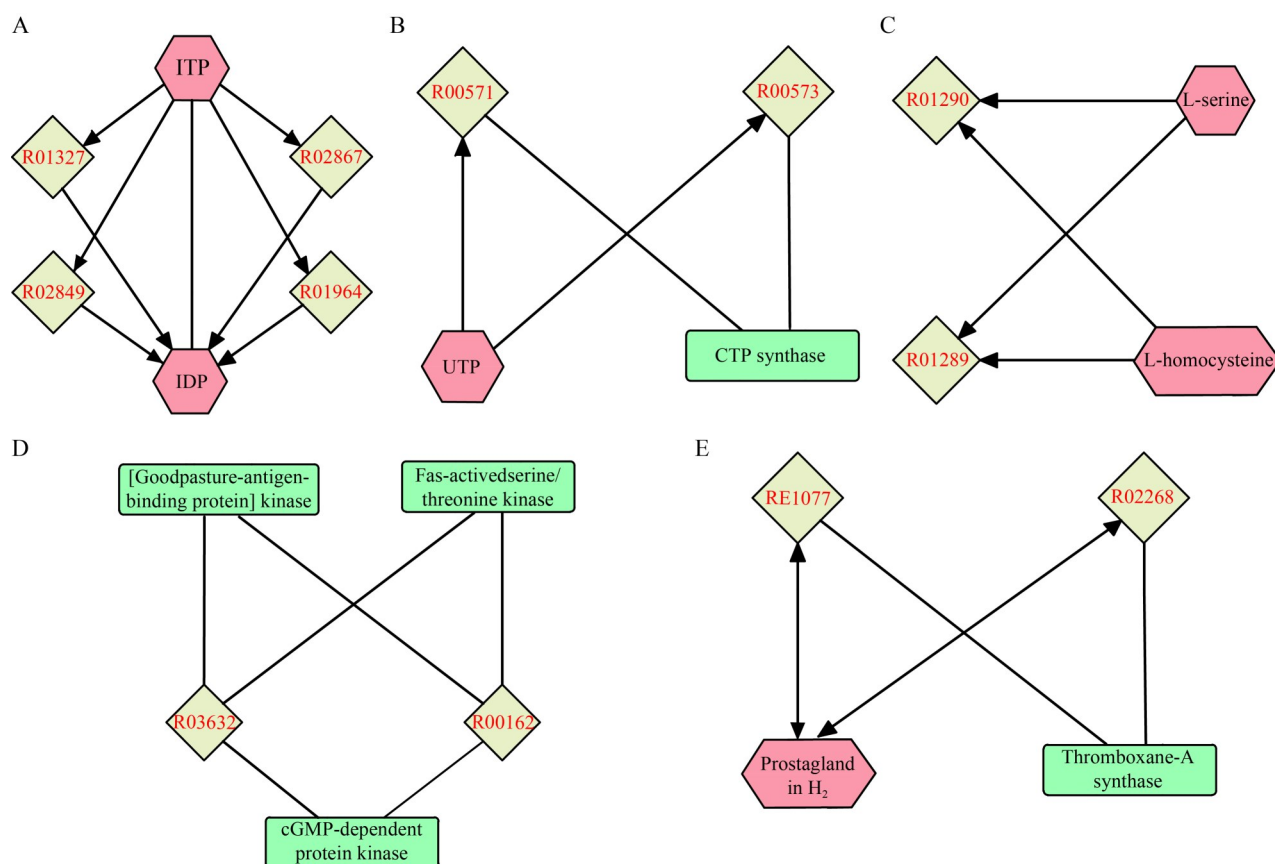 A
ITP
R01327
R02867
R02849
R01964
IDP
B
R00571
R00573
UTP
CTP synthase
C
R01290
L-serine
R01289
L-homocysteine
D
[Goodpasture-antigen-
binding protein] kinase
Fas-activedserine/
threonine kinase
R03632
R00162
cGMP-dependent
protein kinase
E
RE1077
R02268
Prostagland
in H₂
Thromboxane-A
synthase